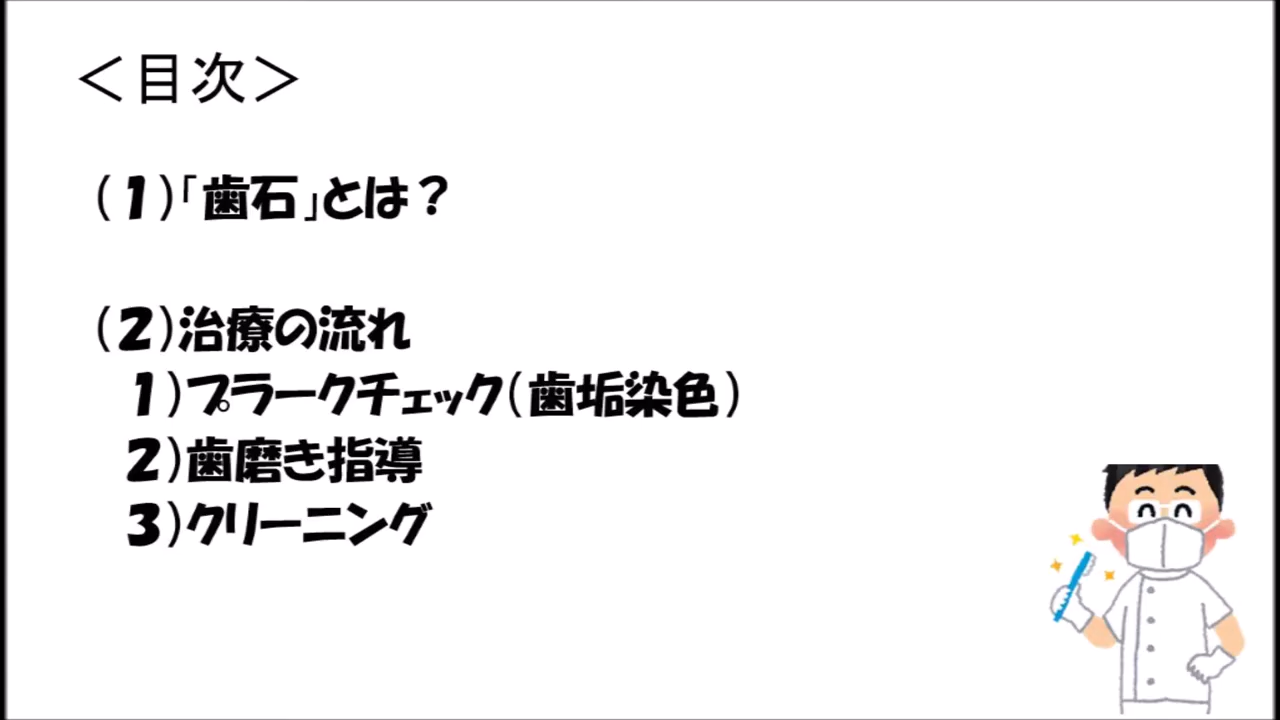 ＜目次＞
(1)「歯石」とは？
(2)治療の流れ
1)プラークチェック(歯垢染色)
2)歯磨き指導
3)クリーニング